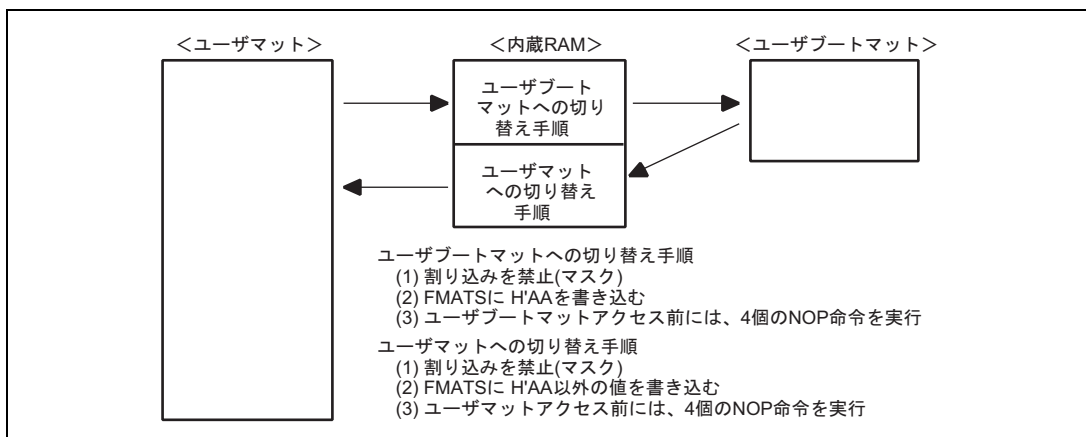 ＜ユーザマット＞
＜内蔵RAM＞
＜ユーザブートマット＞
ユーザブート
マットへの切り
替え手順
ユーザマット
への切り替え
手順
ユーザブートマットへの切り替え手順
(1) 割り込みを禁止(マスク)
(2) FMATSに H'AAを書き込む
(3) ユーザブートマットアクセス前には、4個のNOP命令を実行
ユーザマットへの切り替え手順
(1) 割り込みを禁止(マスク)
(2) FMATSに H'AA以外の値を書き込む
(3) ユーザマットアクセス前には、4個のNOP命令を実行